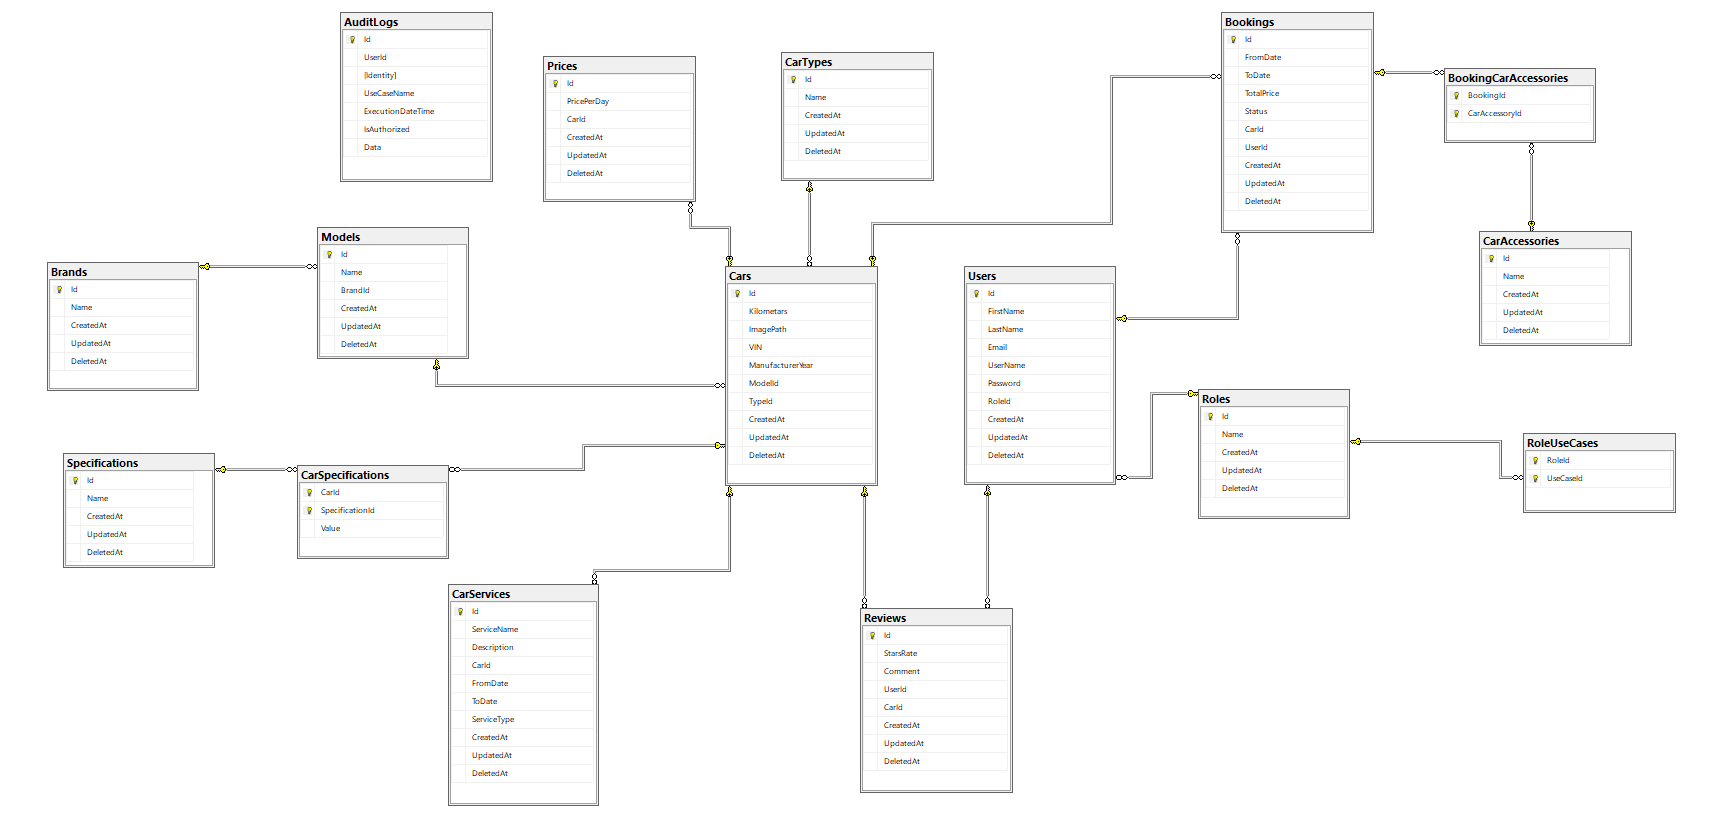 AuditLogs
Id
UserId
[Identity]
UseCaseName
ExecutionDateTime
IsAuthorized
Data
Prices
Id
PricePerDay
CarId
CreatedAt
UpdatedAt
DeletedAt
CarTypes
Id
Name
CreatedAt
UpdatedAt
DeletedAt
Bookings
Id
FromDate
ToDate
TotalPrice
Status
CarId
UserId
CreatedAt
UpdatedAt
DeletedAt
BookingCarAccessories
BookingId
CarAccessoryId
CarAccessories
Id
Name
CreatedAt
UpdatedAt
DeletedAt
Brands
Id
Name
CreatedAt
UpdatedAt
DeletedAt
Models
Id
Name
BrandId
CreatedAt
UpdatedAt
DeletedAt
Cars
Id
Kilometars
ImagePath
VIN
ManufacturerYear
ModelId
TypeId
CreatedAt
UpdatedAt
DeletedAt
Users
Id
FirstName
LastName
Email
UserName
Password
RoleId
CreatedAt
UpdatedAt
DeletedAt
Roles
Id
Name
CreatedAt
UpdatedAt
DeletedAt
RoleUseCases
RoleId
UseCaseId
Specifications
Id
Name
CreatedAt
UpdatedAt
DeletedAt
CarSpecifications
CarId
SpecificationId
Value
CarServices
Id
ServiceName
Description
CarId
FromDate
ToDate
ServiceType
CreatedAt
UpdatedAt
DeletedAt
Reviews
Id
StarsRate
Comment
UserId
CarId
CreatedAt
UpdatedAt
DeletedAt